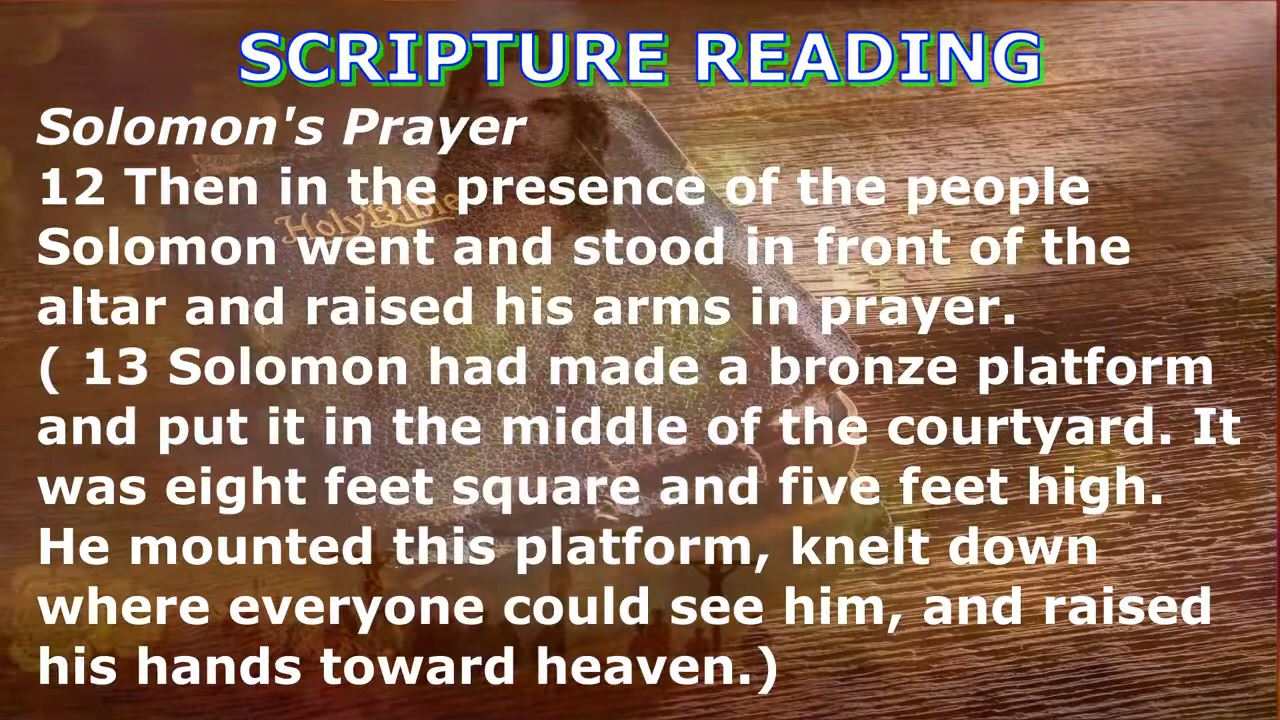 SCRIPTURE READING
Solomon's Prayer
12 Then in the presence of the people
Holy Bible
Solomon went and stood in front of the
altar and raised his arms in prayer.
( 13 Solomon had made a bronze platform
and put it in the middle of the courtyard. It
was eight feet square and five feet high.
He mounted this platform, knelt down
where everyone could see him, and raised
his hands toward heaven.)